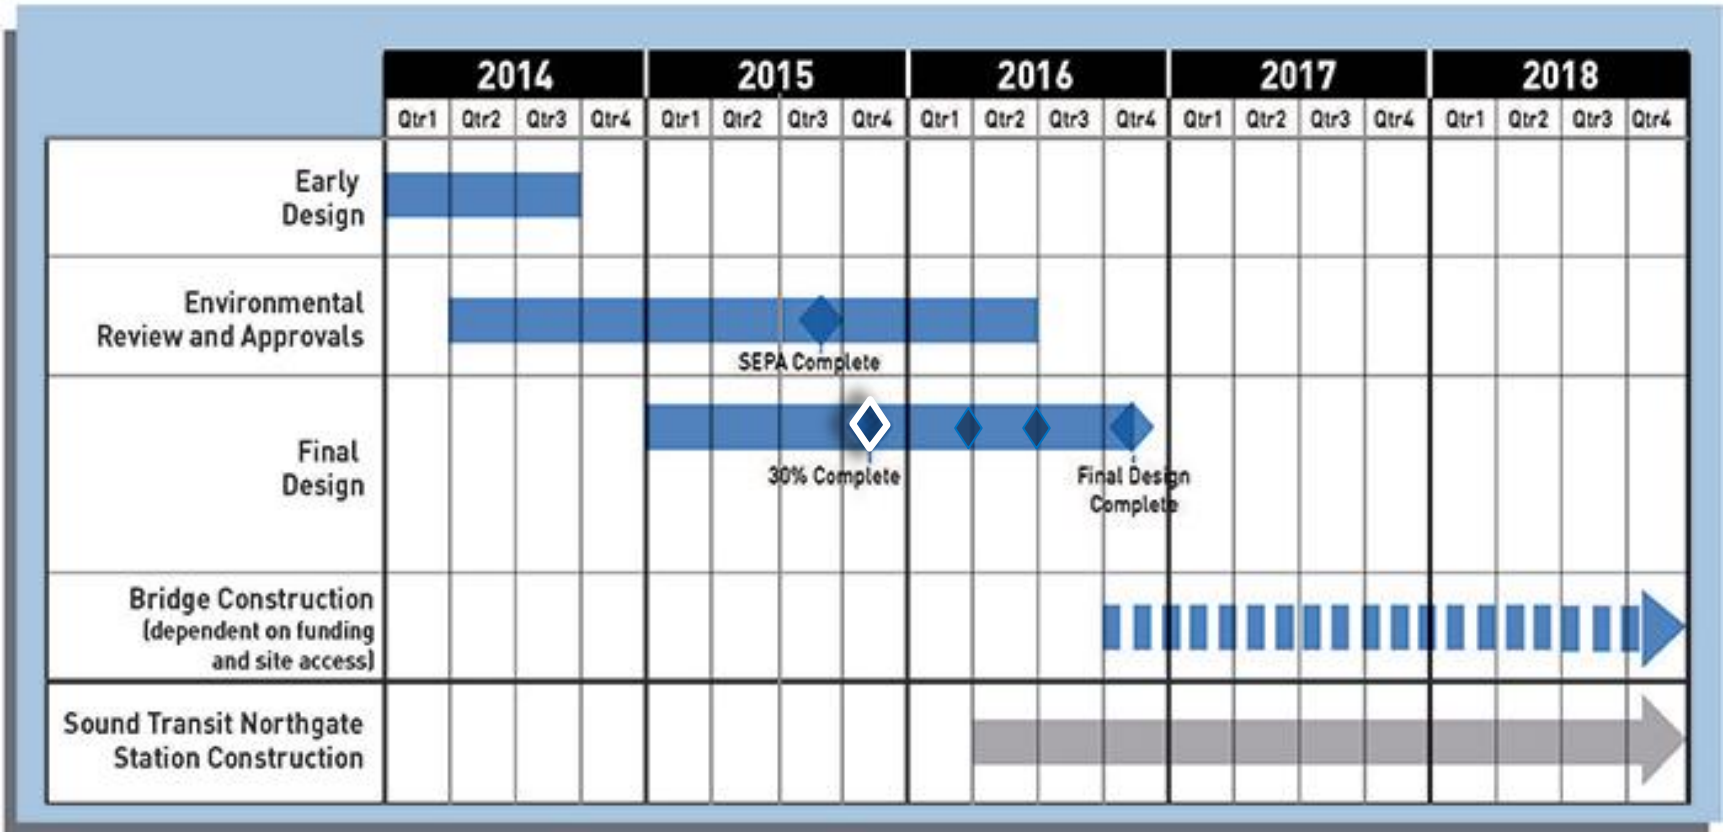 2014 2015 2016 2017 2018
Qtr1 Qtr2 Qtr3 Qtr4 Qtr1 Qtr2 Qtr3 Qtr4 Qtr1 Qtr2 Qtr3 Qtr4 Qtr1 Qtr2 Qtr3 Qtr4 Qtr1 Qtr2 Qtr3 Qtr4
Early
Design
Environmental
Review and Approvals
SEPA Complete
Final
Design
30% Complete
Final Design
Complete
Bridge Construction
(dependent on funding
and site access)
Sound Transit Northgate
Station Construction